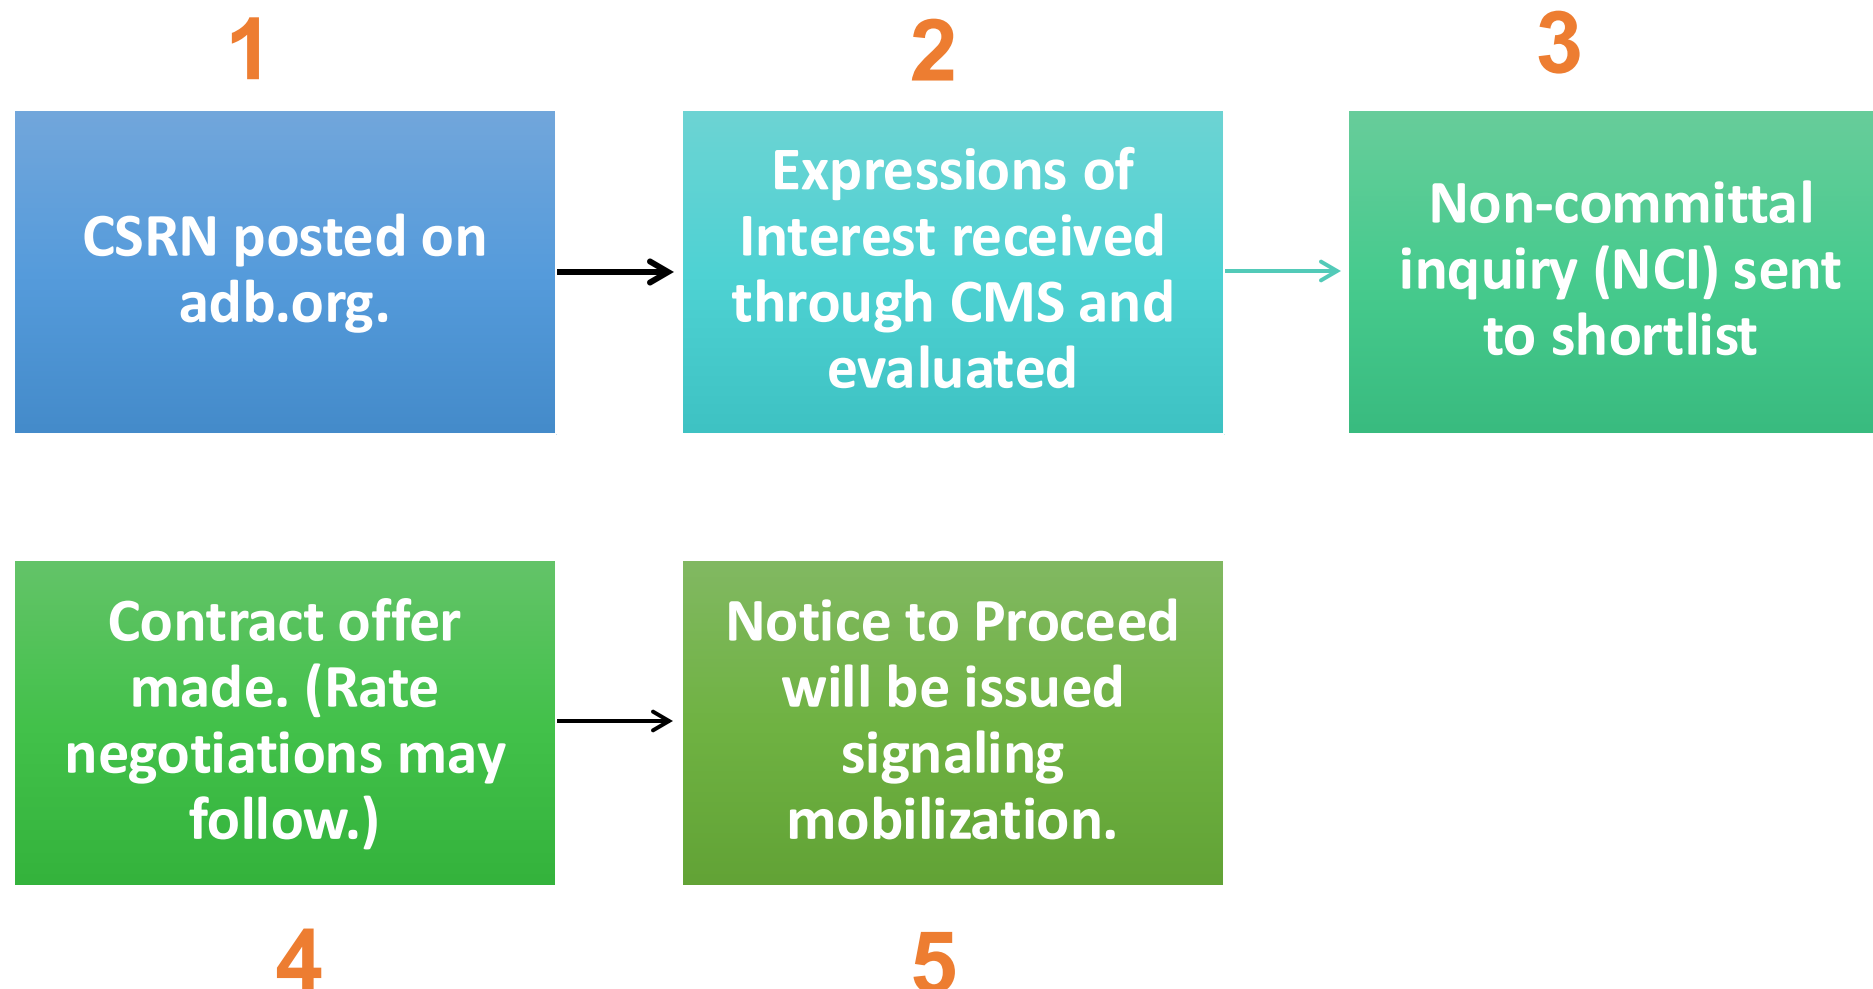 1
2
3
CSRN posted on
adb.org.
Expressions of
Interest received
through CMS and
evaluated
Non-committal
inquiry (NCI) sent
to shortlist
Contract offer
made. (Rate
negotiations may
follow.)
Notice to Proceed
will be issued
signaling
mobilization.
4
5